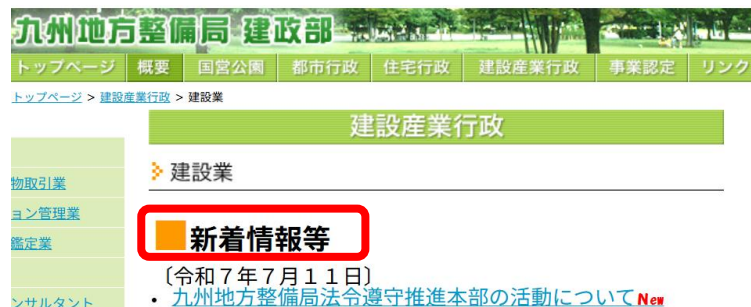 九州地方整備局 建政部
トップページ 概要 国営公園 都市行政 住宅行政 建設産業行政 事業認定 リンク
トップページ > 建設産業行政 > 建設業
建設産業行政
建設業
物取引業
ョン管理業
鑑定業
ンサルタント
■新着情報等
〔令和7年7月11日〕
・九州地方整備局法令遵守推進本部の活動についてNew